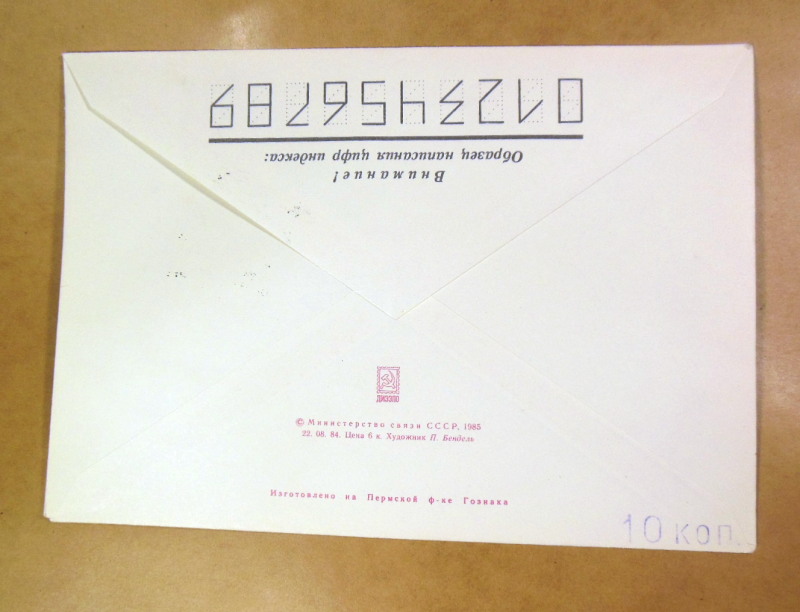 Внимание!
Образец написания цифр индекса:
0123456789
ДИЭЗПО
© Министерство связи СССР, 1985
22. 08. 84. Цена 6 к. Художник П. Бендель
Изготовлено на Пермской ф-ке Гознака
10 коп.